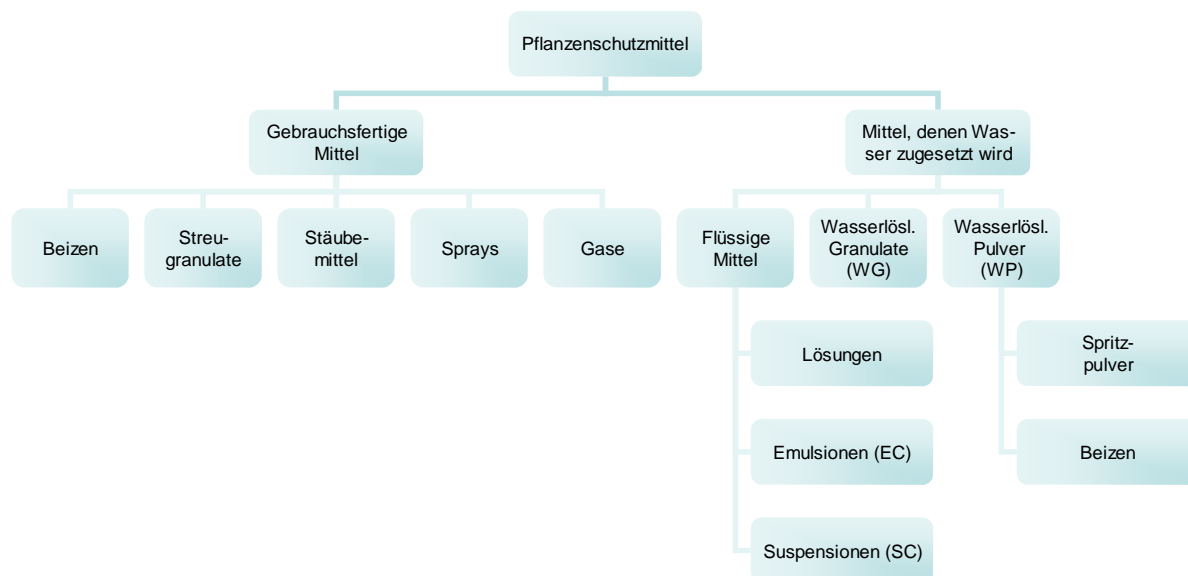 Pflanzenschutzmittel
Gebrauchsfertige
Mittel
Mittel, denen Was-
ser zugesetzt wird
Beizen
Streu-
granulate
Stäube-
mittel
Sprays
Gase
Flüssige
Mittel
Wasserlösl.
Granulate
(WG)
Wasserlösl.
Pulver
(WP)
Lösungen
Spritz-
pulver
Emulsionen (EC)
Beizen
Suspensionen (SC)